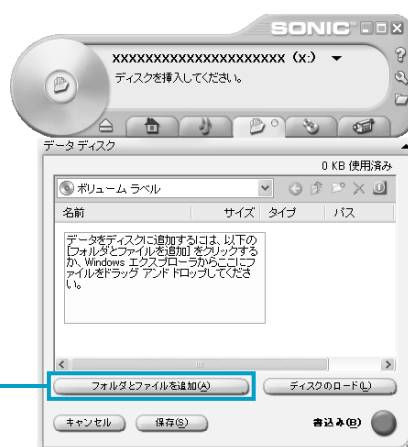 SONIC
XXXXXXXXXXXXXXXXXXXXX (X:)
ディスクを挿入してください。
データ ディスク
0 KB 使用済み
ボリューム ラベル
名前 サイズ タイプ パス
データをディスクに追加するには、以下の
[フォルダとファイルを追加] をクリックする
か、Windows エクスプローラからここにフ
ァイルをドラッグ アンド ドロップしてくださ
い。
フォルダとファイルを追加(A) ディスクのロード(L)
キャンセル 保存(S) 書込み(B)